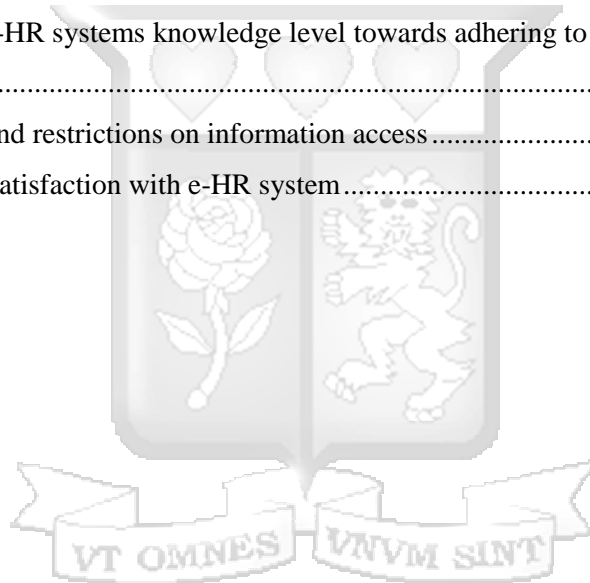 -HR systems knowledge level towards adhering to
........................................................................................
nd restrictions on information access ..........................
atisfaction with e-HR system .........................................
VT OMNES VNVM SINT